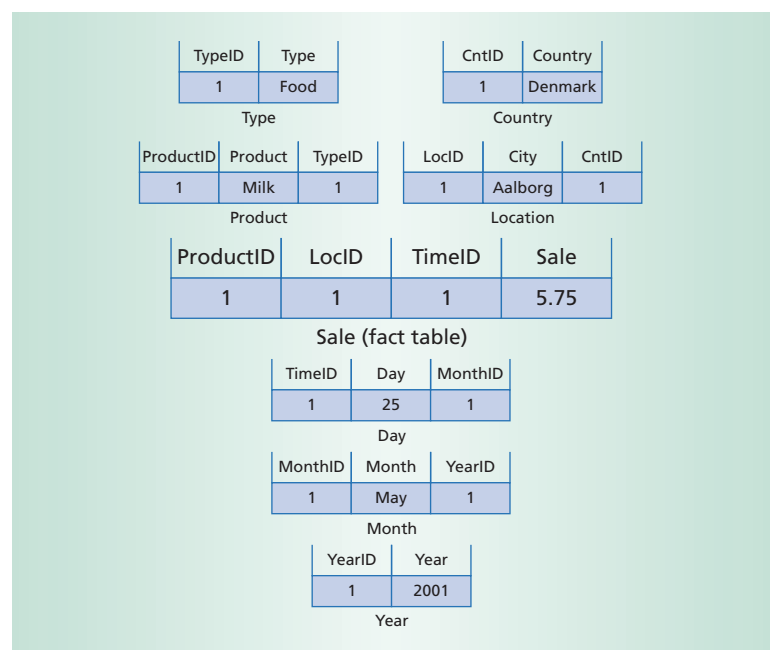 TypeID Type CntID Country
1 Food 1 Denmark
Type Country
ProductID Product TypeID LocID City CntID
1 Milk 1 1 Aalborg 1
Product Location
ProductID LocID TimeID Sale
1 1 1 5.75
Sale (fact table)
TimeID Day MonthID
1 25 1
Day
MonthID Month YearID
1 May 1
Month
YearID Year
1 2001
Year